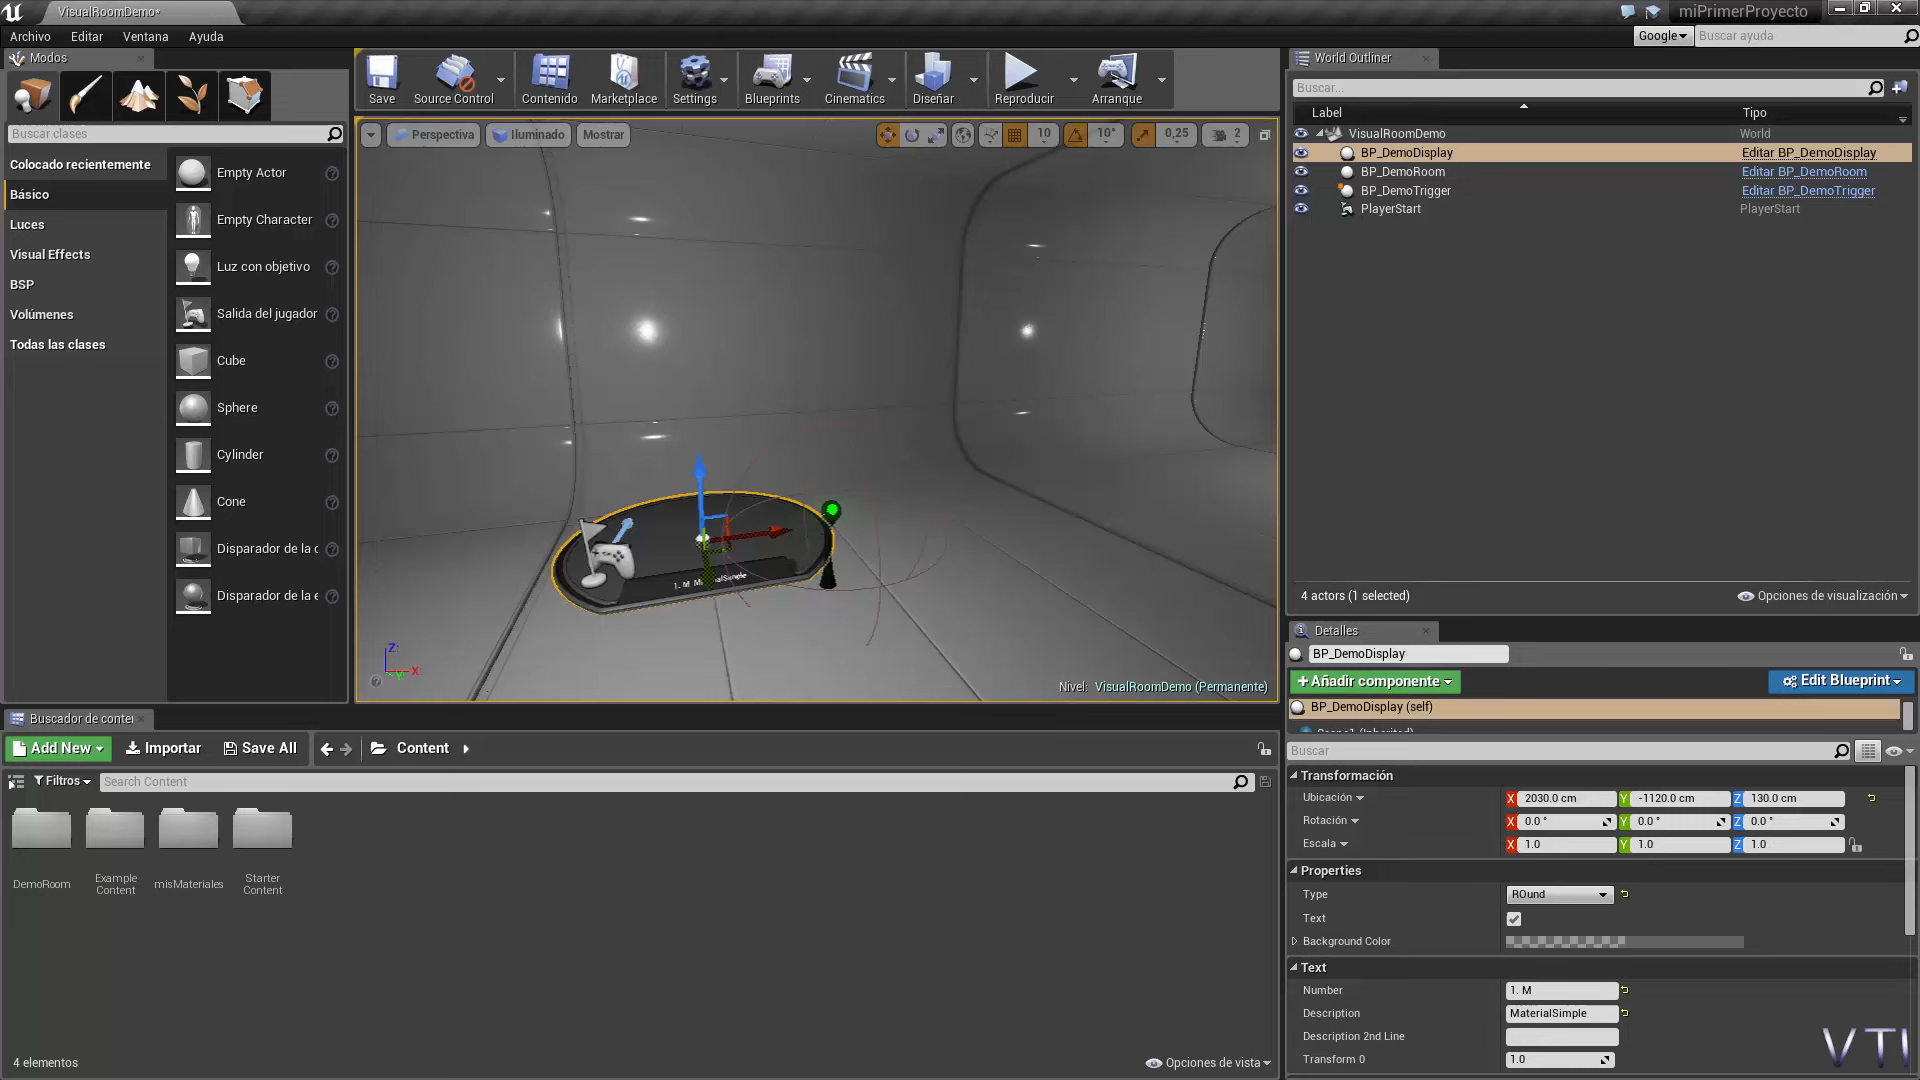 VisualRoomDemo*
miPrimerProyecto
Archivo Editar Ventana Ayuda
Google Buscar ayuda
Modos
Buscar clases
Colocado recientemente
Básico
Luces
Visual Effects
BSP
Volúmenes
Todas las clases
Empty Actor
Empty Character
Luz con objetivo
Salida del jugador
Cube
Sphere
Cylinder
Cone
Disparador de la c
Disparador de la e
Save Source Control Contenido Marketplace Settings Blueprints Cinematics Diseñar Reproducir Arranque
Perspectiva Iluminado Mostrar 10 10° 0,25 2
Z
X
Y
Nivel: VisualRoomDemo (Permanente)
World Outliner
Buscar...
Label Tipo
VisualRoomDemo World
BP_DemoDisplay Editar BP_DemoDisplay
BP_DemoRoom Editar BP_DemoRoom
BP_DemoTrigger Editar BP_DemoTrigger
PlayerStart PlayerStart
4 actors (1 selected) Opciones de visualización
Detalles
BP_DemoDisplay
+Añadir componente Edit Blueprint
BP_DemoDisplay (self)
Buscar
Transformación
Ubicación X 2030.0 cm Y -1120.0 cm Z 130.0 cm
Rotación X 0.0 ° Y 0.0 ° Z 0.0 °
Escala X 1.0 Y 1.0 Z 1.0
Properties
Type ROund
Text
Background Color
Text
Number 1. M
Description MaterialSimple
Description 2nd Line
Transform 0 1.0
VTI
Buscador de conter
Add New Importar Save All Content
Filtros Search Content
DemoRoom
Example Content
misMateriales
Starter Content
4 elementos Opciones de vista